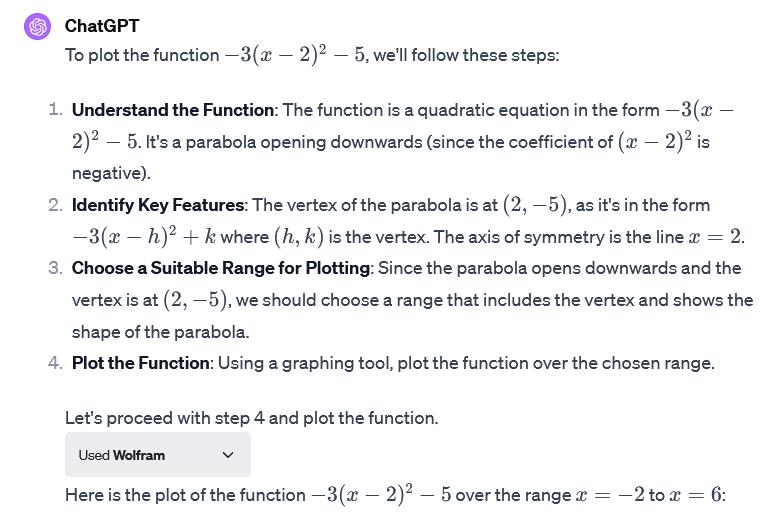 ChatGPT
To plot the function −3(x − 2)² − 5, we'll follow these steps:
1. Understand the Function: The function is a quadratic equation in the form −3(x −
2)² − 5. It's a parabola opening downwards (since the coefficient of (x − 2)² is
negative).
2. Identify Key Features: The vertex of the parabola is at (2, −5), as it's in the form
−3(x − h)² + k where (h, k) is the vertex. The axis of symmetry is the line x = 2.
3. Choose a Suitable Range for Plotting: Since the parabola opens downwards and the
vertex is at (2, −5), we should choose a range that includes the vertex and shows the
shape of the parabola.
4. Plot the Function: Using a graphing tool, plot the function over the chosen range.
Let's proceed with step 4 and plot the function.
Used Wolfram
Here is the plot of the function −3(x − 2)² − 5 over the range x = −2 to x = 6: